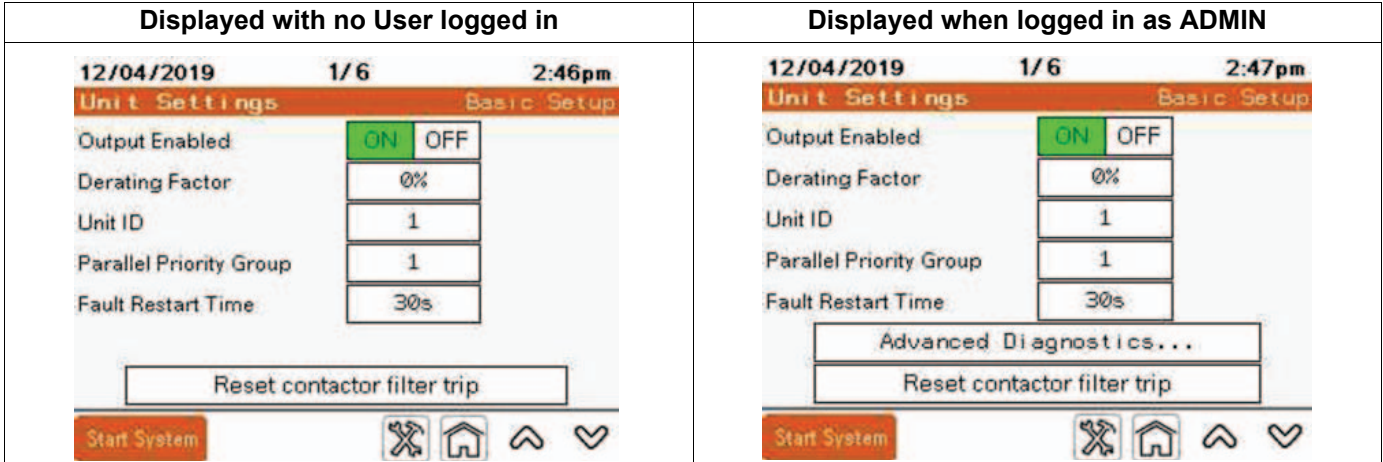 Displayed with no User logged in
12/04/2019 1/6 2:46pm
Unit Settings Basic Setup
Output Enabled ON OFF
Derating Factor 0%
Unit ID 1
Parallel Priority Group 1
Fault Restart Time 30s
Reset contactor filter trip
Start System
Displayed when logged in as ADMIN
12/04/2019 1/6 2:47pm
Unit Settings Basic Setup
Output Enabled ON OFF
Derating Factor 0%
Unit ID 1
Parallel Priority Group 1
Fault Restart Time 30s
Advanced Diagnostics...
Reset contactor filter trip
Start System